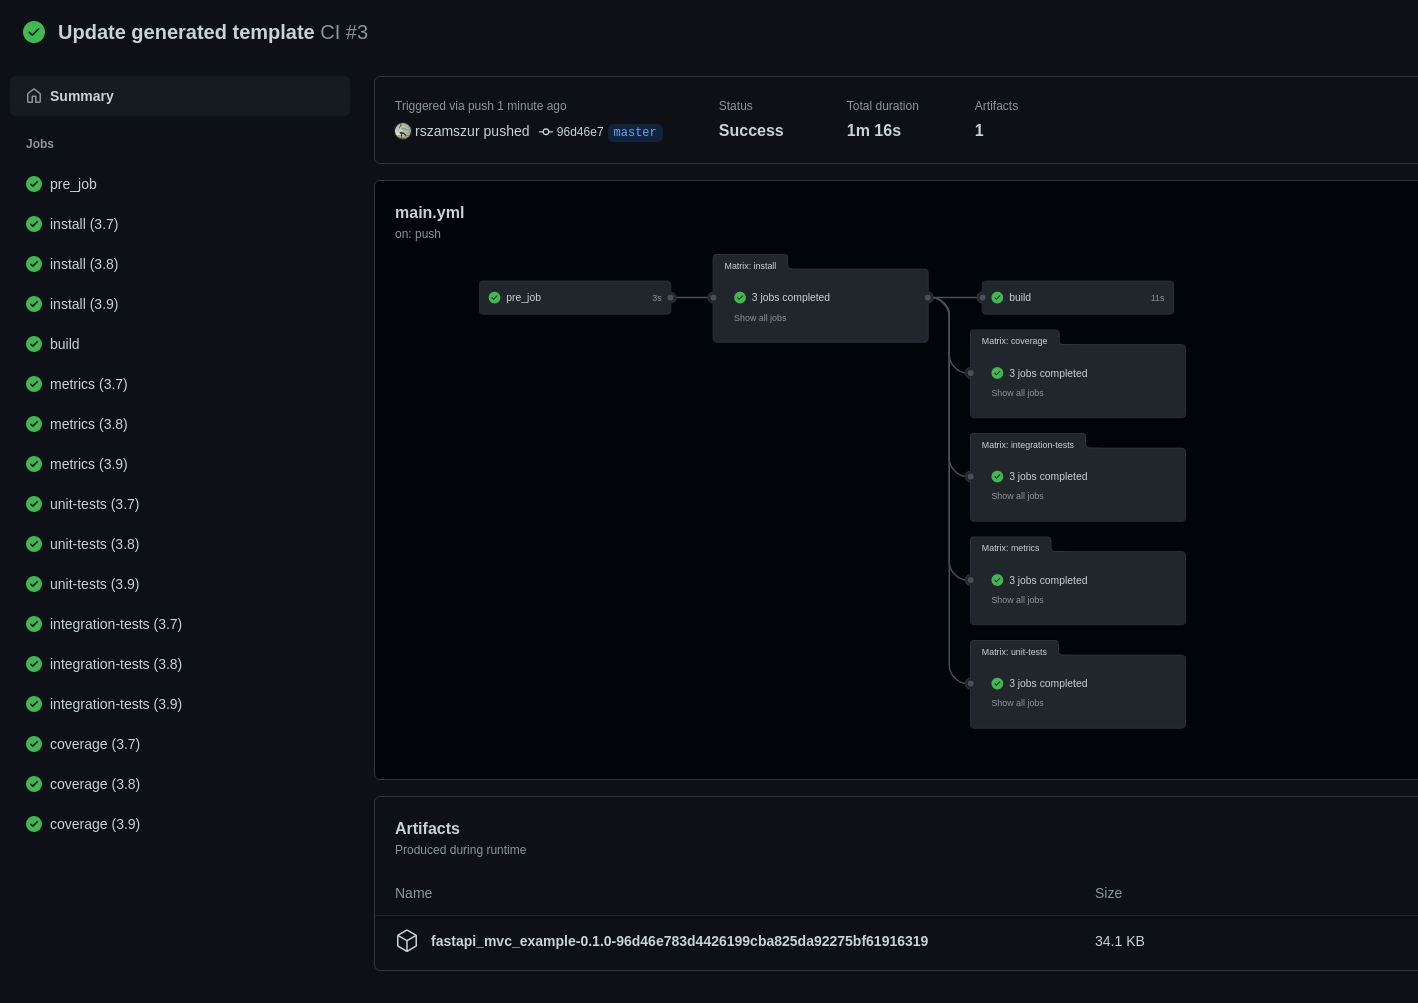 Update generated template CI #3
Summary
Jobs
pre_job
install (3.7)
install (3.8)
install (3.9)
build
metrics (3.7)
metrics (3.8)
metrics (3.9)
unit-tests (3.7)
unit-tests (3.8)
unit-tests (3.9)
integration-tests (3.7)
integration-tests (3.8)
integration-tests (3.9)
coverage (3.7)
coverage (3.8)
coverage (3.9)
Triggered via push 1 minute ago
rszamszur pushed 96d46e7 master
Status
Success
Total duration
1m 16s
Artifacts
1
main.yml
on: push
pre_job 3s
Matrix: install
3 jobs completed
Show all jobs
build 11s
Matrix: coverage
3 jobs completed
Show all jobs
Matrix: integration-tests
3 jobs completed
Show all jobs
Matrix: metrics
3 jobs completed
Show all jobs
Matrix: unit-tests
3 jobs completed
Show all jobs
Artifacts
Produced during runtime
Name Size
fastapi_mvc_example-0.1.0-96d46e783d4426199cba825da92275bf61916319 34.1 KB